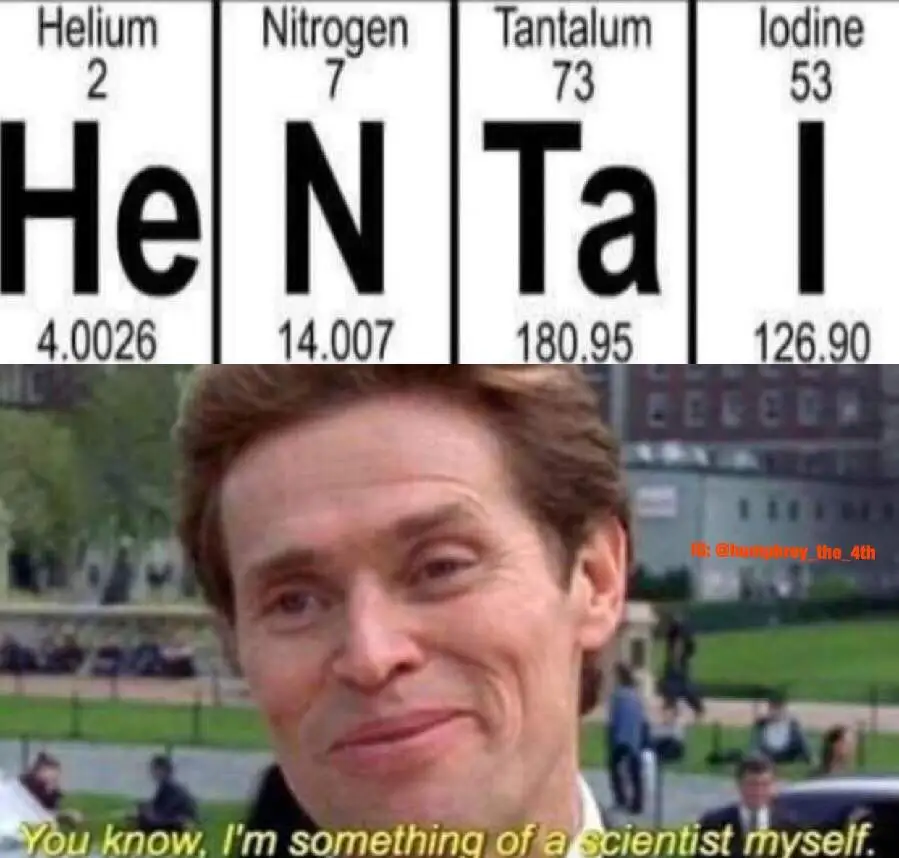 Helium Nitrogen Tantalum Iodine
2 7 73 53
He N Ta I
4.0026 14.007 180.95 126.90
IG: @humphrey_the_4th
You know, I'm something of a scientist myself.